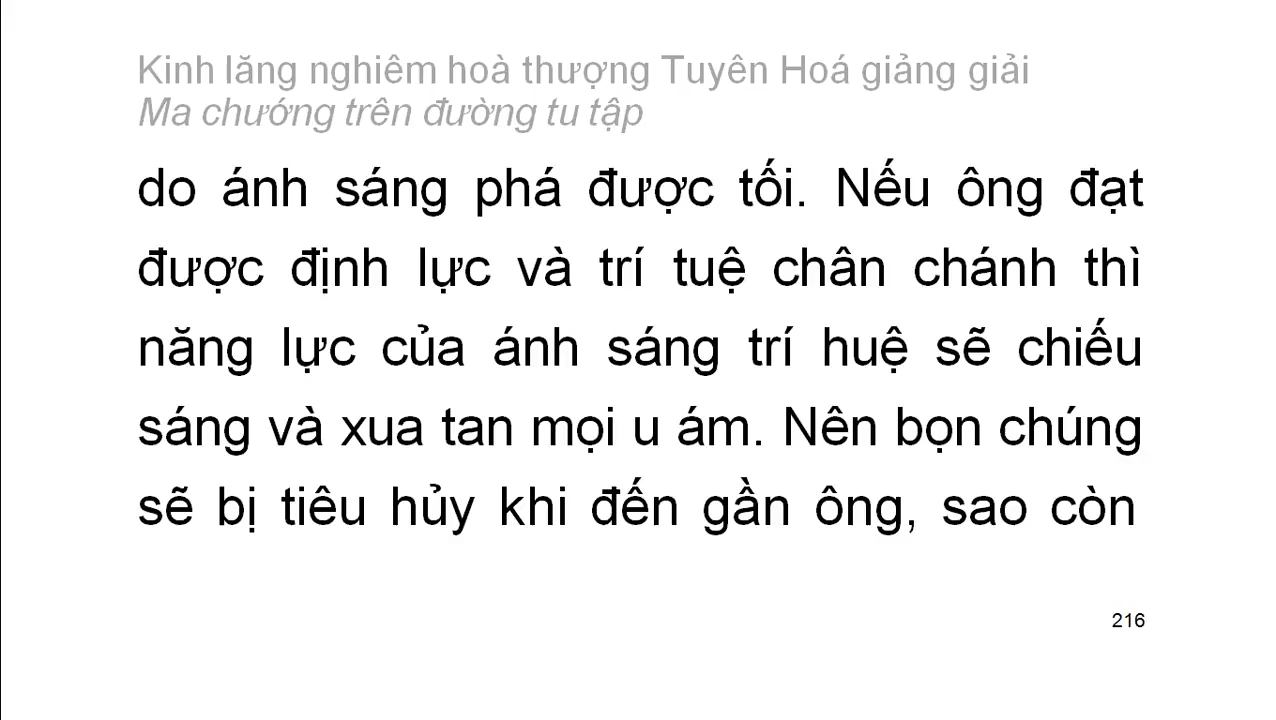 Kinh lăng nghiêm hoà thượng Tuyên Hoá giảng giải
Ma chướng trên đường tu tập
do ánh sáng phá được tối. Nếu ông đạt
được định lực và trí tuệ chân chánh thì
năng lực của ánh sáng trí huệ sẽ chiếu
sáng và xua tan mọi u ám. Nên bọn chúng
sẽ bị tiêu hủy khi đến gần ông, sao còn
216